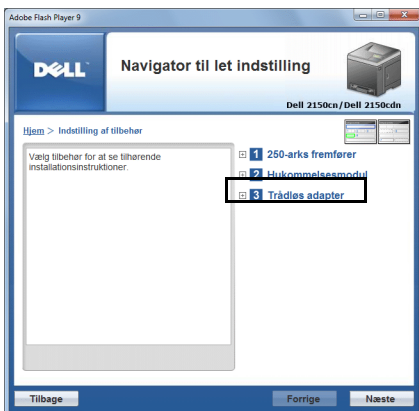 Adobe Flash Player 9
DELL
Navigator til let indstilling
Dell 2150cn/Dell 2150cdn
Hjem > Indstilling af tilbehør
Vælg tilbehør for at se tilhørende
installationsinstruktioner.
1 250-arks fremfører
2 Hukommelsesmodul
3 Trådløs adapter
Tilbage
Forrige
Næste